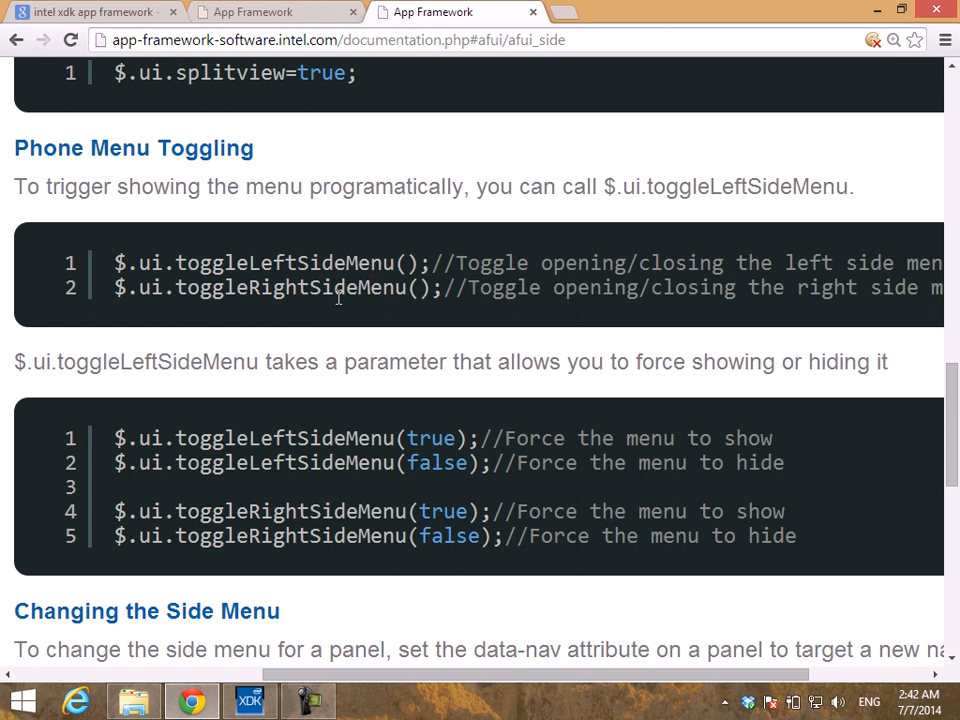 intel xdk app framework -
App Framework
App Framework
app-framework-software.intel.com/documentation.php#afui/afui_side
1 $.ui.splitview=true;
Phone Menu Toggling
To trigger showing the menu programatically, you can call $.ui.toggleLeftSideMenu.
1 $.ui.toggleLeftSideMenu();//Toggle opening/closing the left side men
2 $.ui.toggleRightSideMenu();//Toggle opening/closing the right side m
$.ui.toggleLeftSideMenu takes a parameter that allows you to force showing or hiding it
1 $.ui.toggleLeftSideMenu(true);//Force the menu to show
2 $.ui.toggleLeftSideMenu(false);//Force the menu to hide
3
4 $.ui.toggleRightSideMenu(true);//Force the menu to show
5 $.ui.toggleRightSideMenu(false);//Force the menu to hide
Changing the Side Menu
To change the side menu for a panel, set the data-nav attribute on a panel to target a new na
XDK
ENG
2:42 AM
7/7/2014